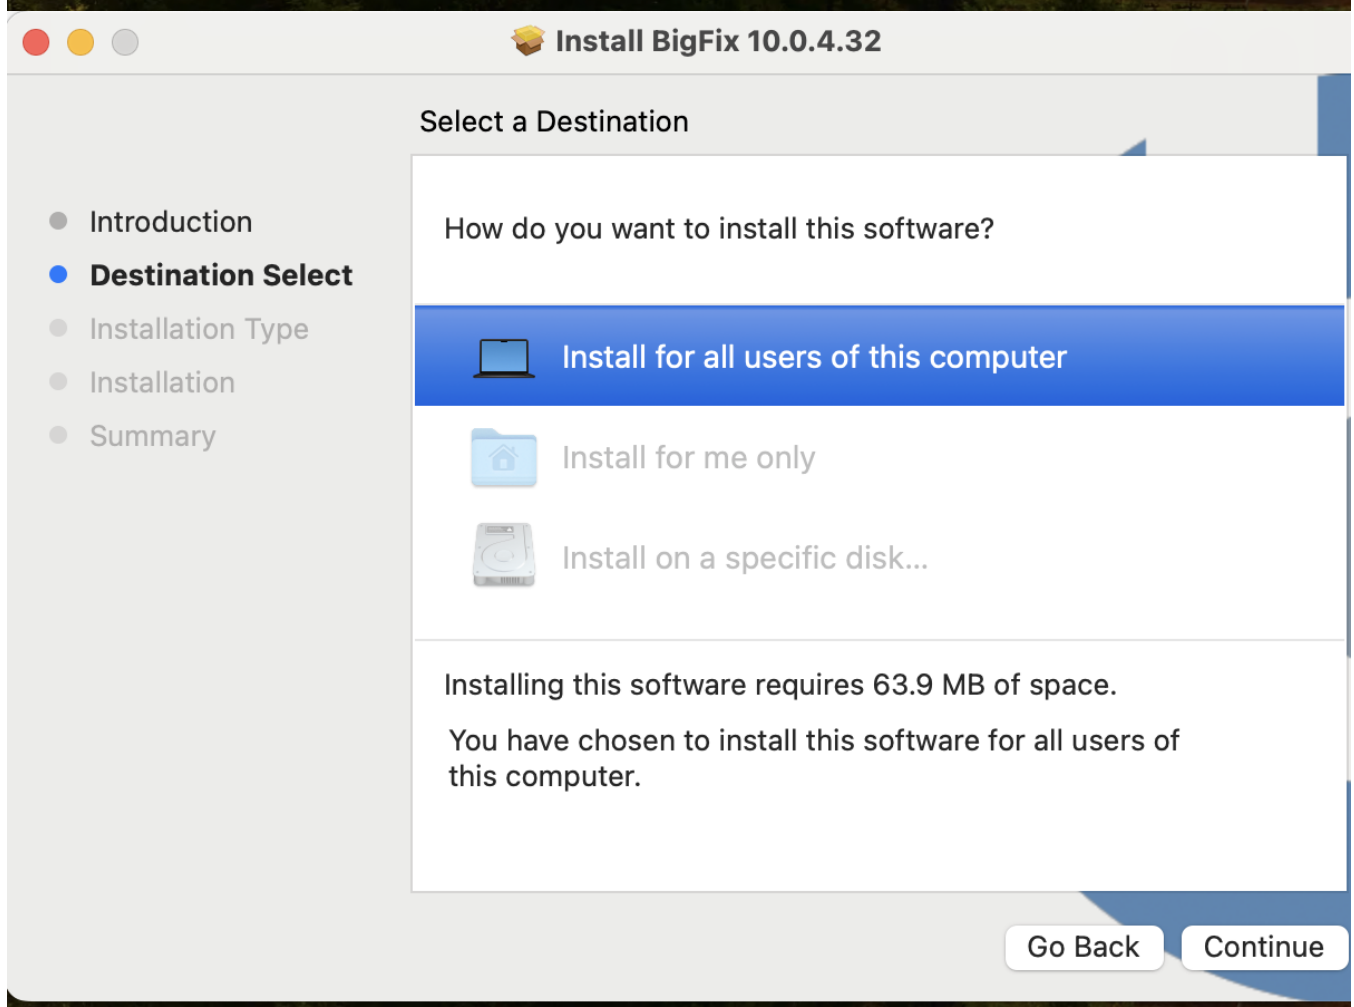 Install BigFix 10.0.4.32
Select a Destination
Introduction
Destination Select
Installation Type
Installation
Summary
How do you want to install this software?
Install for all users of this computer
Install for me only
Install on a specific disk...
Installing this software requires 63.9 MB of space.
You have chosen to install this software for all users of
this computer.
Go Back
Continue